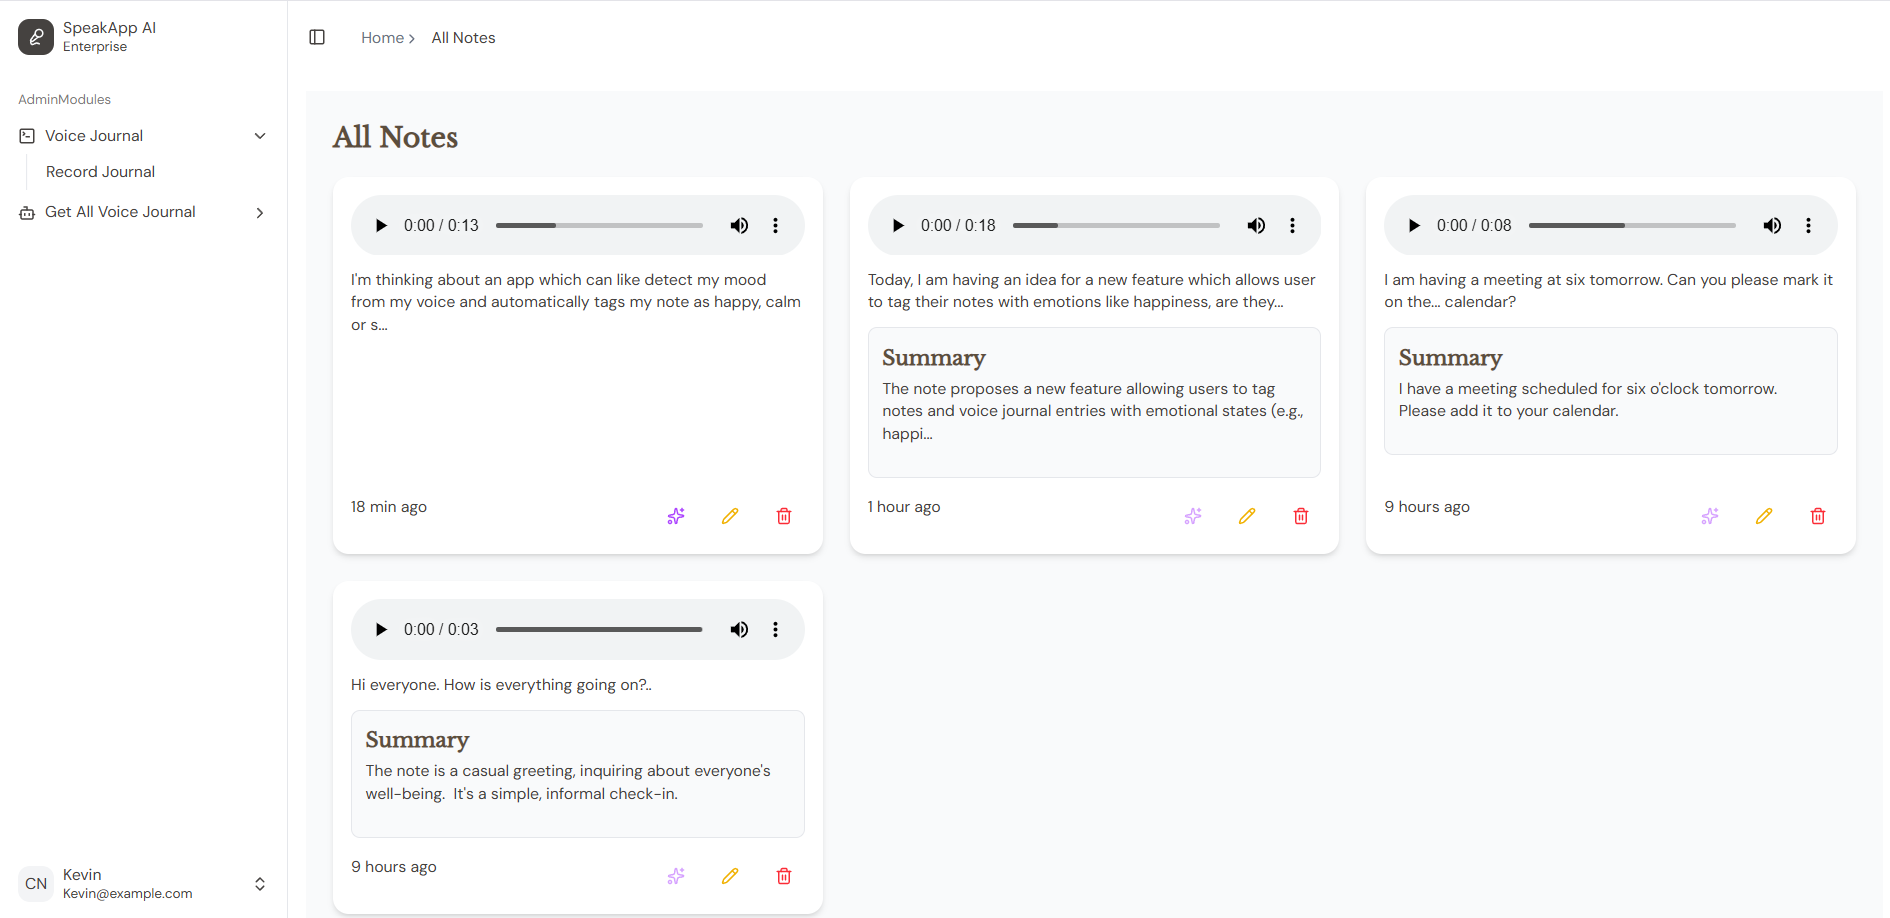 SpeakApp AI
Enterprise
AdminModules
Voice Journal
Record Journal
Get All Voice Journal
CN
Kevin
Kevin@example.com
Home
All Notes
All Notes
0:00 / 0:13
I'm thinking about an app which can like detect my mood
from my voice and automatically tags my note as happy, calm
or s...
18 min ago
0:00 / 0:18
Today, I am having an idea for a new feature which allows user
to tag their notes with emotions like happiness, are they...
Summary
The note proposes a new feature allowing users to tag
notes and voice journal entries with emotional states (e.g.,
happi...
1 hour ago
0:00 / 0:08
I am having a meeting at six tomorrow. Can you please mark it
on the... calendar?
Summary
I have a meeting scheduled for six o'clock tomorrow.
Please add it to your calendar.
9 hours ago
0:00 / 0:03
Hi everyone. How is everything going on?..
Summary
The note is a casual greeting, inquiring about everyone's
well-being.  It's a simple, informal check-in.
9 hours ago